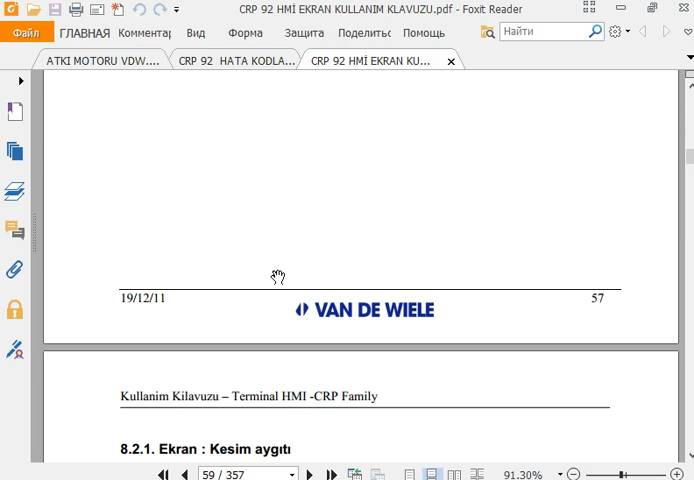 CRP 92 HMİ EKRAN KULLANIM KLAVUZU.pdf - Foxit Reader
Файл
ГЛАВНАЯ
Комментар
Вид
Форма
Защита
Поделитьс
Помощь
Найти
ATKI MOTORU VDW....
CRP 92 HATA KODLA...
CRP 92 HMİ EKRAN KU...
19/12/11
VAN DE WIELE
57
Kullanim Kilavuzu – Terminal HMI -CRP Family
8.2.1. Ekran : Kesim aygıtı
59 / 357
91.30%